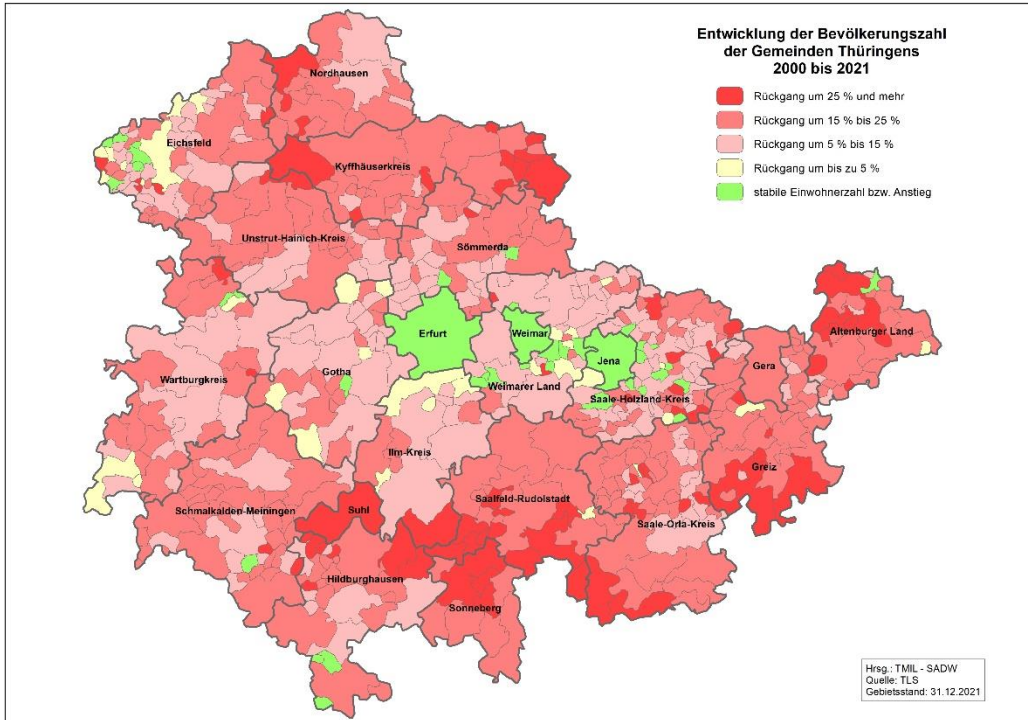 Entwicklung der Bevölkerungszahl
der Gemeinden Thüringens
2000 bis 2021
Rückgang um 25 % und mehr
Rückgang um 15 % bis 25 %
Rückgang um 5 % bis 15 %
Rückgang um bis zu 5 %
stabile Einwohnerzahl bzw. Anstieg
Nordhausen
Eichsfeld
Kyffhäuserkreis
Unstrut-Hainich-Kreis
Sömmerda
Erfurt
Weimar
Jena
Altenburger Land
Gera
Gotha
Wartburgkreis
Weimarer Land
Saale-Holzland-Kreis
Ilm-Kreis
Greiz
Saalfeld-Rudolstadt
Suhl
Schmalkalden-Meiningen
Saale-Orla-Kreis
Hildburghausen
Sonneberg
Hrsg.: TMIL - SADW
Quelle: TLS
Gebietsstand: 31.12.2021